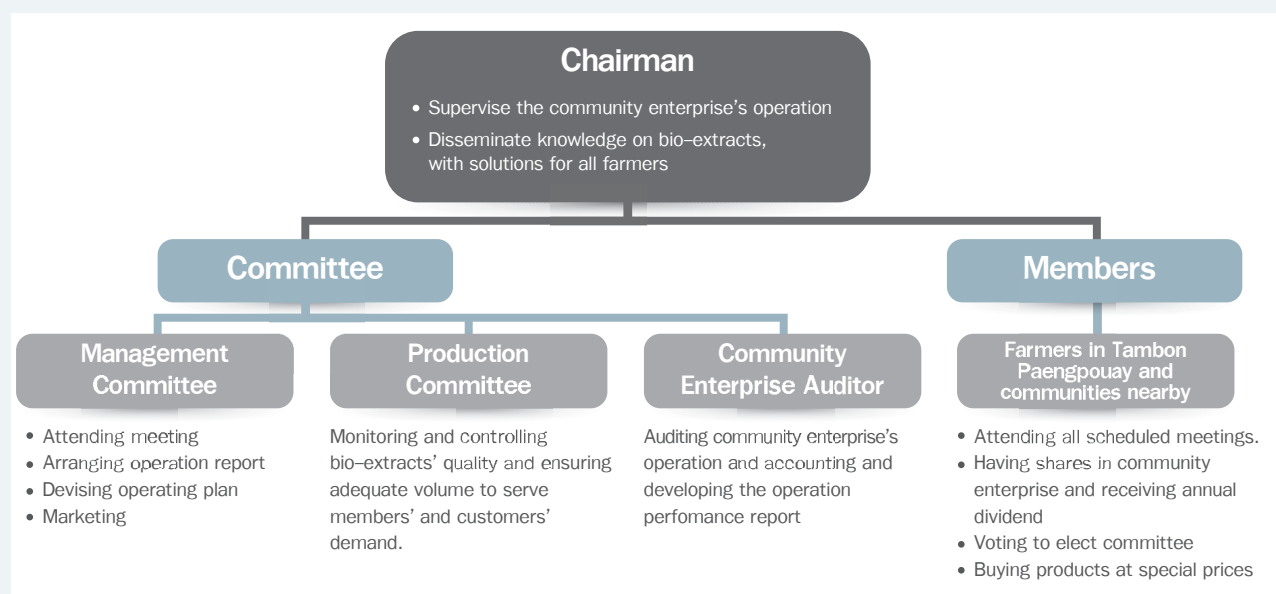 Chairman
• Supervise the community enterprise's operation
• Disseminate knowledge on bio–extracts,
with solutions for all farmers
Committee
Members
Management
Committee
• Attending meeting
• Arranging operation report
• Devising operating plan
• Marketing
Production
Committee
Monitoring and controlling
bio–extracts' quality and ensuring
adequate volume to serve
members' and customers'
demand.
Community
Enterprise Auditor
Auditing community enterprise's
operation and accounting and
developing the operation
perfomance report
Farmers in Tambon
Paengpouay and
communities nearby
• Attending all scheduled meetings.
• Having shares in community
enterprise and receiving annual
dividend
• Voting to elect committee
• Buying products at special prices